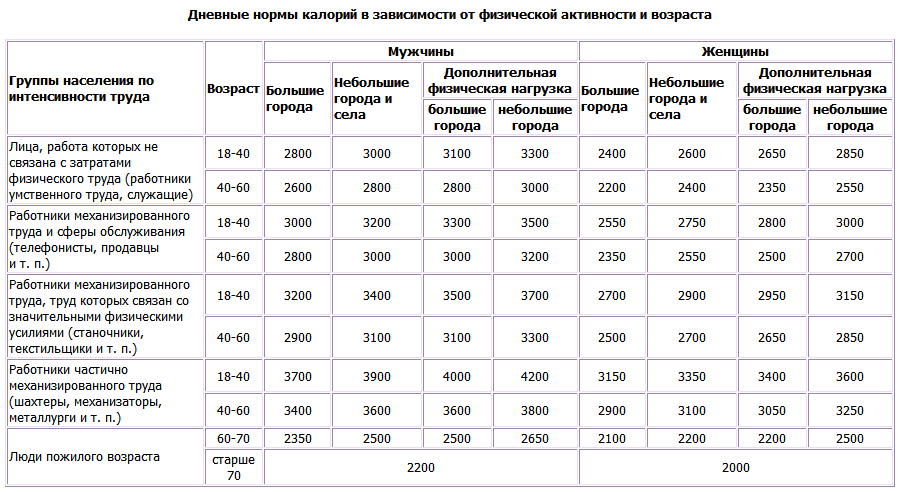 Дневные нормы калорий в зависимости от физической активности и возраста
Группы населения по
интенсивности труда
Возраст
Мужчины
Женщины
Большие
города
Небольшие
города и
села
Дополнительная
физическая нагрузка
большие
города
небольшие
города
Большие
города
Небольшие
города и
села
Дополнительная
физическая нагрузка
большие
города
небольшие
города
Лица, работа которых не
связана с затратами
физического труда (работники
умственного труда, служащие)
18-40 2800 3000 3100 3300 2400 2600 2650 2850
40-60 2600 2800 2800 3000 2200 2400 2350 2550
Работники механизированного
труда и сферы обслуживания
(телефонисты, продавцы
и т. п.)
18-40 3000 3200 3300 3500 2550 2750 2800 3000
40-60 2800 3000 3000 3200 2350 2550 2500 2700
Работники механизированного
труда, труд которых связан со
значительными физическими
усилиями (станочники,
текстильщики и т. п.)
18-40 3200 3400 3500 3700 2700 2900 2950 3150
40-60 2900 3100 3100 3300 2500 2700 2650 2850
Работники частично
механизированного труда
(шахтеры, механизаторы,
металлурги и т. п.)
18-40 3700 3900 4000 4200 3150 3350 3400 3600
40-60 3400 3600 3600 3800 2900 3100 3050 3250
Люди пожилого возраста
60-70 2350 2500 2500 2650 2100 2200 2200 2500
старше
70
2200 2000